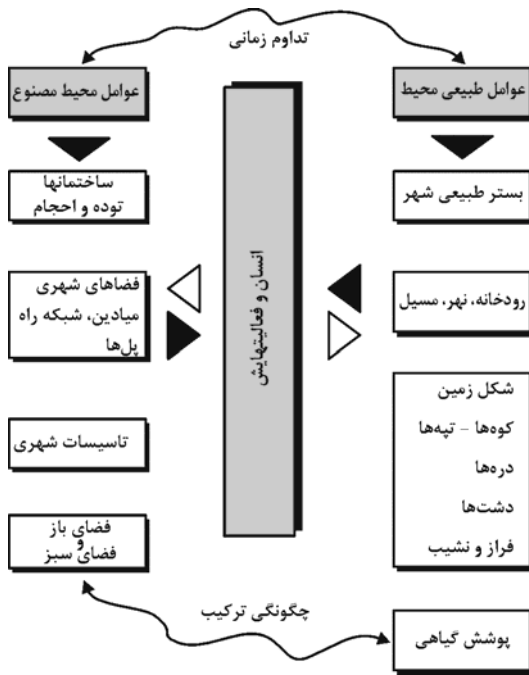 تداوم زمانی
عوامل طبیعی محیط
بستر طبیعی شهر
رودخانه، نهر، مسیل
شکل زمین
کوه‌ها - تپه‌ها
دره‌ها
دشت‌ها
فراز و نشیب
پوشش گیاهی
انسان و فعالیتهایش
عوامل محیط مصنوع
ساختمانها
توده و احجام
فضاهای شهری
میادین، شبکه راه
پل‌ها
تاسیسات شهری
فضای باز
و
فضای سبز
چگونگی ترکیب